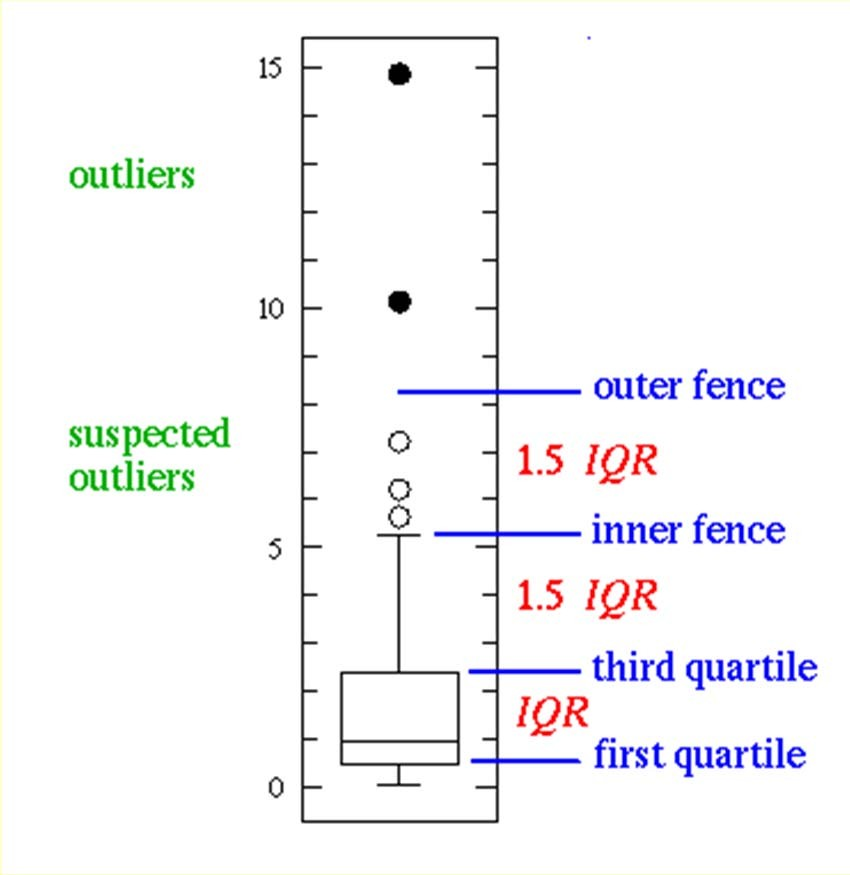 15
outliers
10
outer fence
suspected
outliers
1.5 IQR
inner fence
5
1.5 IQR
third quartile
IQR
first quartile
0